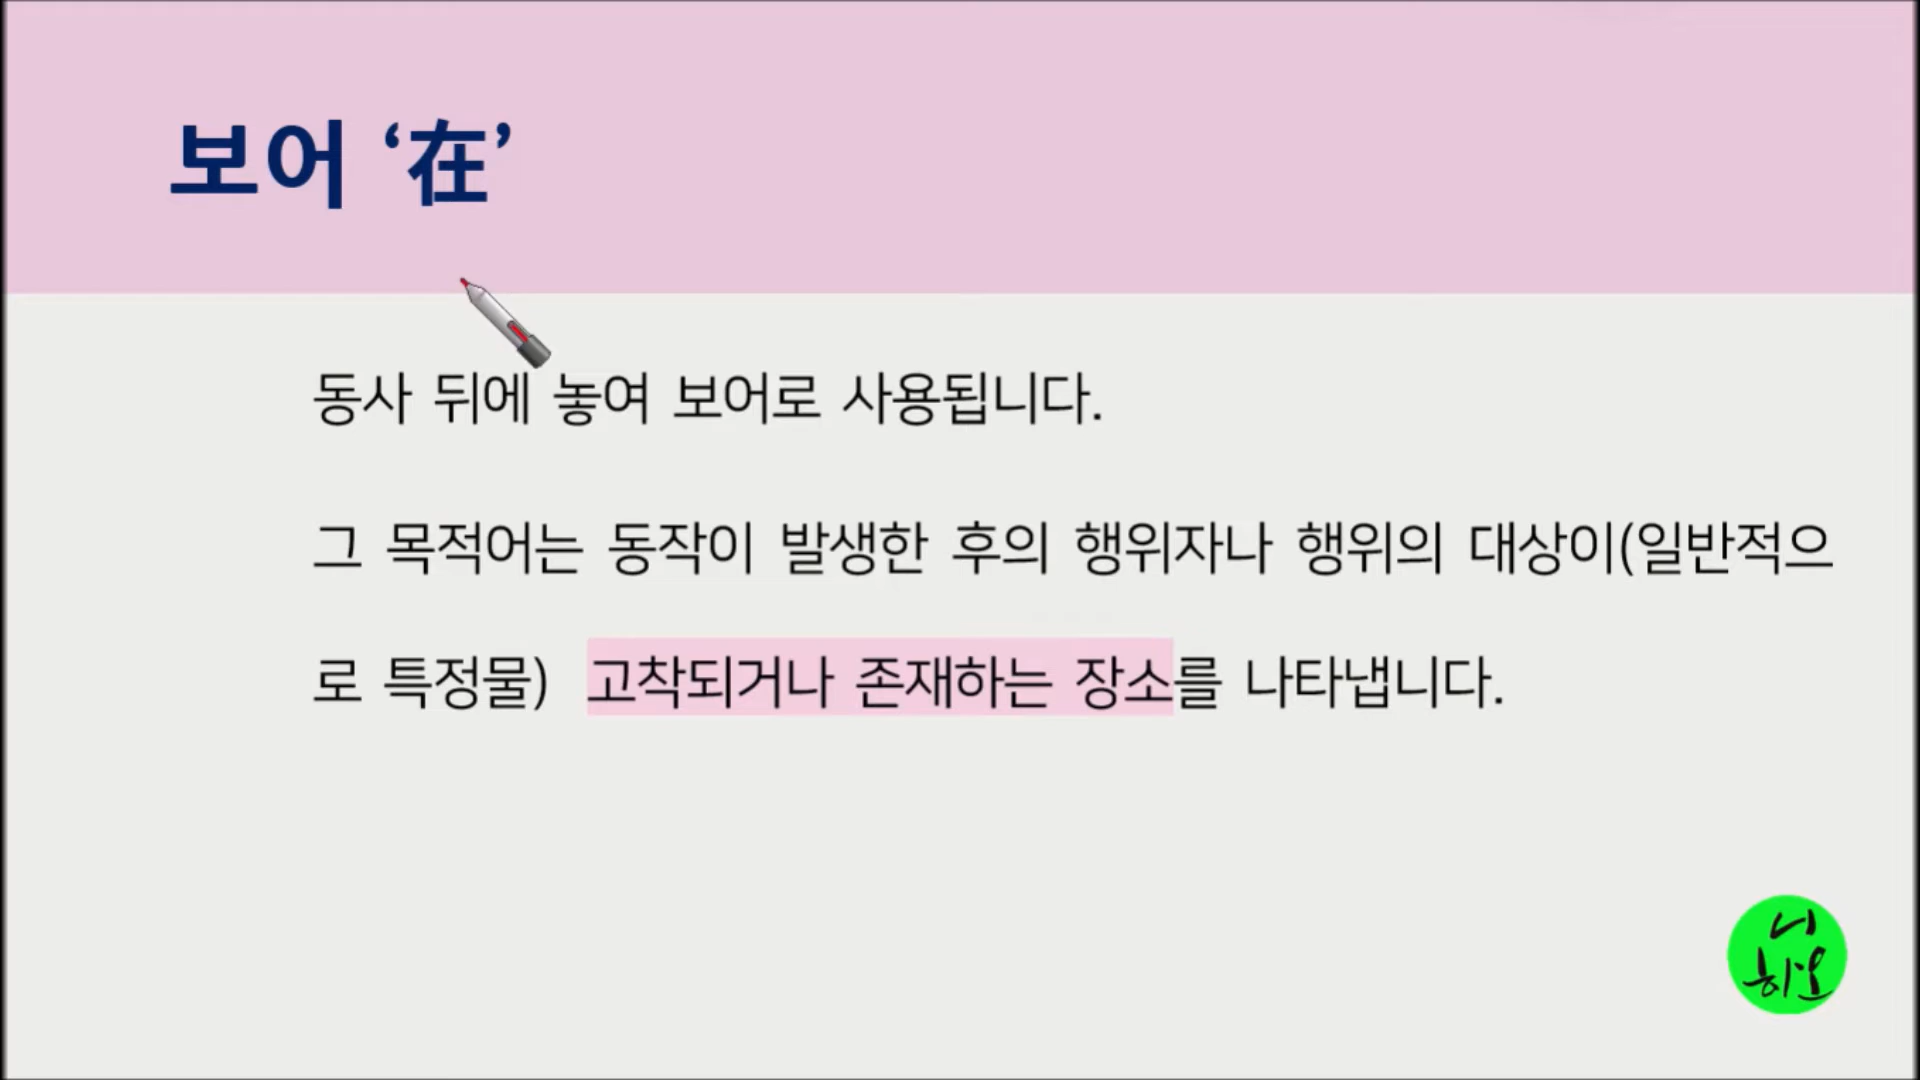 보어 ‘在’
동사 뒤에 놓여 보어로 사용됩니다.
그 목적어는 동작이 발생한 후의 행위자나 행위의 대상이(일반적으
로 특정물) 고착되거나 존재하는 장소를 나타냅니다.
니
하오